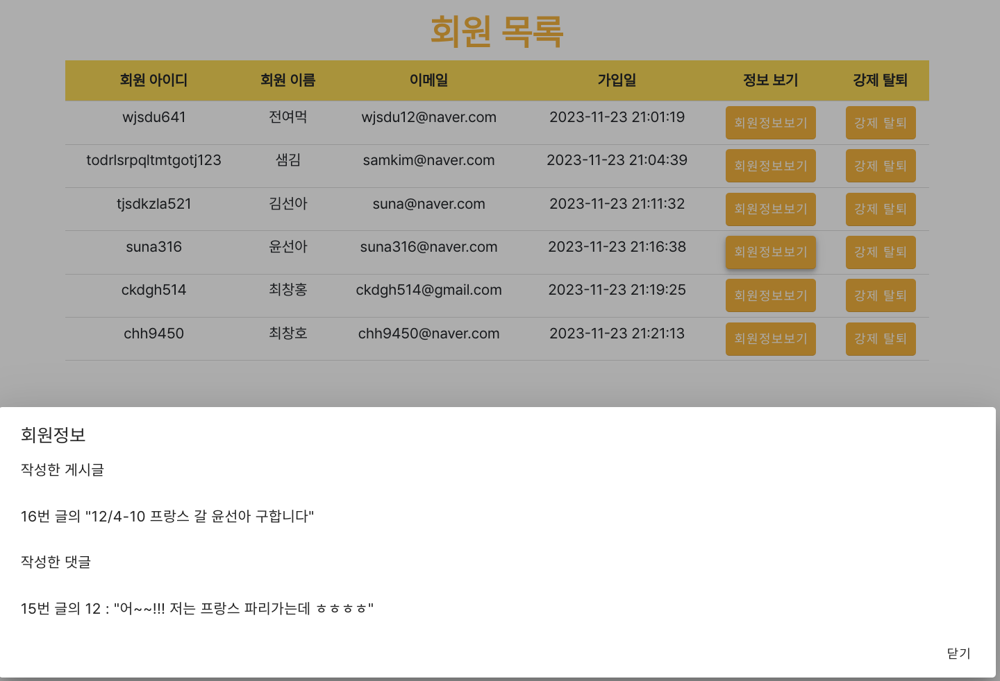 회원 목록
회원 아이디 회원 이름 이메일 가입일 정보 보기 강제 탈퇴
wjsdu641 전여먹 wjsdu12@naver.com 2023-11-23 21:01:19 회원정보보기 강제 탈퇴
todrlsrpqltmtgotj123 샘김 samkim@naver.com 2023-11-23 21:04:39 회원정보보기 강제 탈퇴
tjsdkzla521 김선아 suna@naver.com 2023-11-23 21:11:32 회원정보보기 강제 탈퇴
suna316 윤선아 suna316@naver.com 2023-11-23 21:16:38 회원정보보기 강제 탈퇴
ckdgh514 최창홍 ckdgh514@gmail.com 2023-11-23 21:19:25 회원정보보기 강제 탈퇴
chh9450 최창호 chh9450@naver.com 2023-11-23 21:21:13 회원정보보기 강제 탈퇴
회원정보
작성한 게시글
16번 글의 "12/4-10 프랑스 갈 윤선아 구합니다"
작성한 댓글
15번 글의 12 : "어~~!!! 저는 프랑스 파리가는데 ㅎㅎㅎㅎ"
닫기